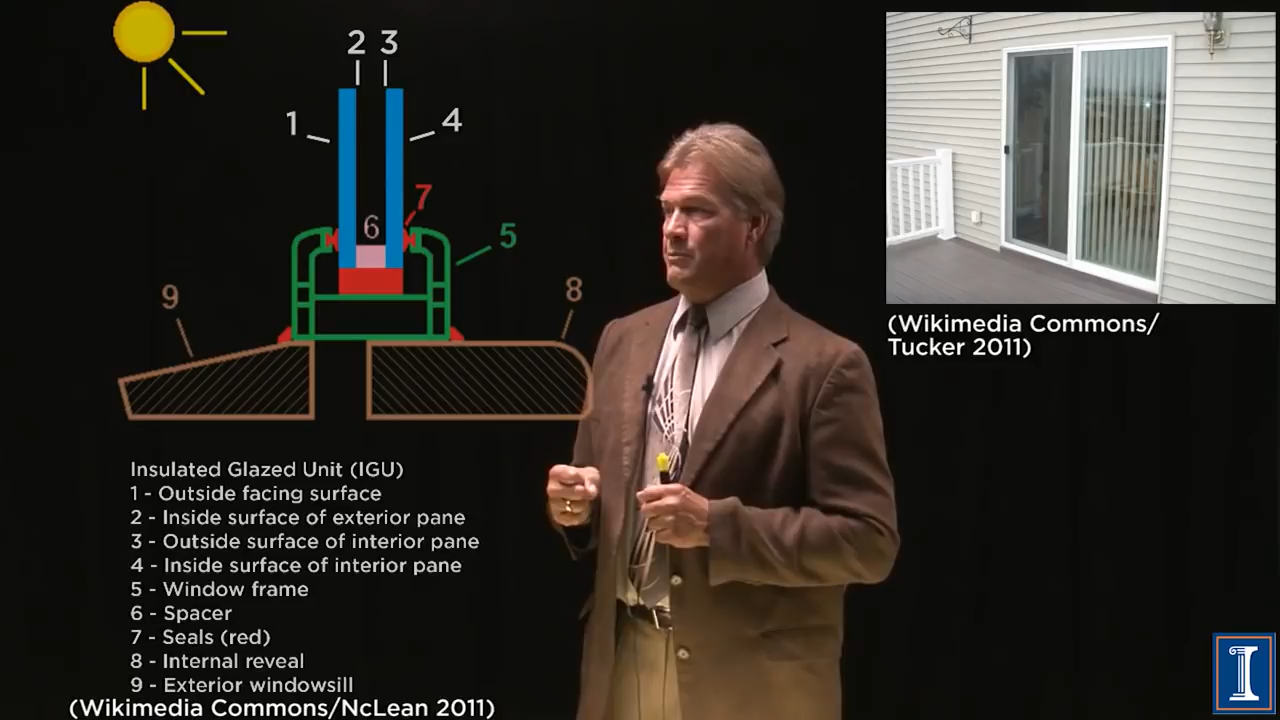 2 3
1
4
7
6
5
9
8
(Wikimedia Commons/
Tucker 2011)
Insulated Glazed Unit (IGU)
1 - Outside facing surface
2 - Inside surface of exterior pane
3 - Outside surface of interior pane
4 - Inside surface of interior pane
5 - Window frame
6 - Spacer
7 - Seals (red)
8 - Internal reveal
9 - Exterior windowsill
(Wikimedia Commons/NcLean 2011)
I